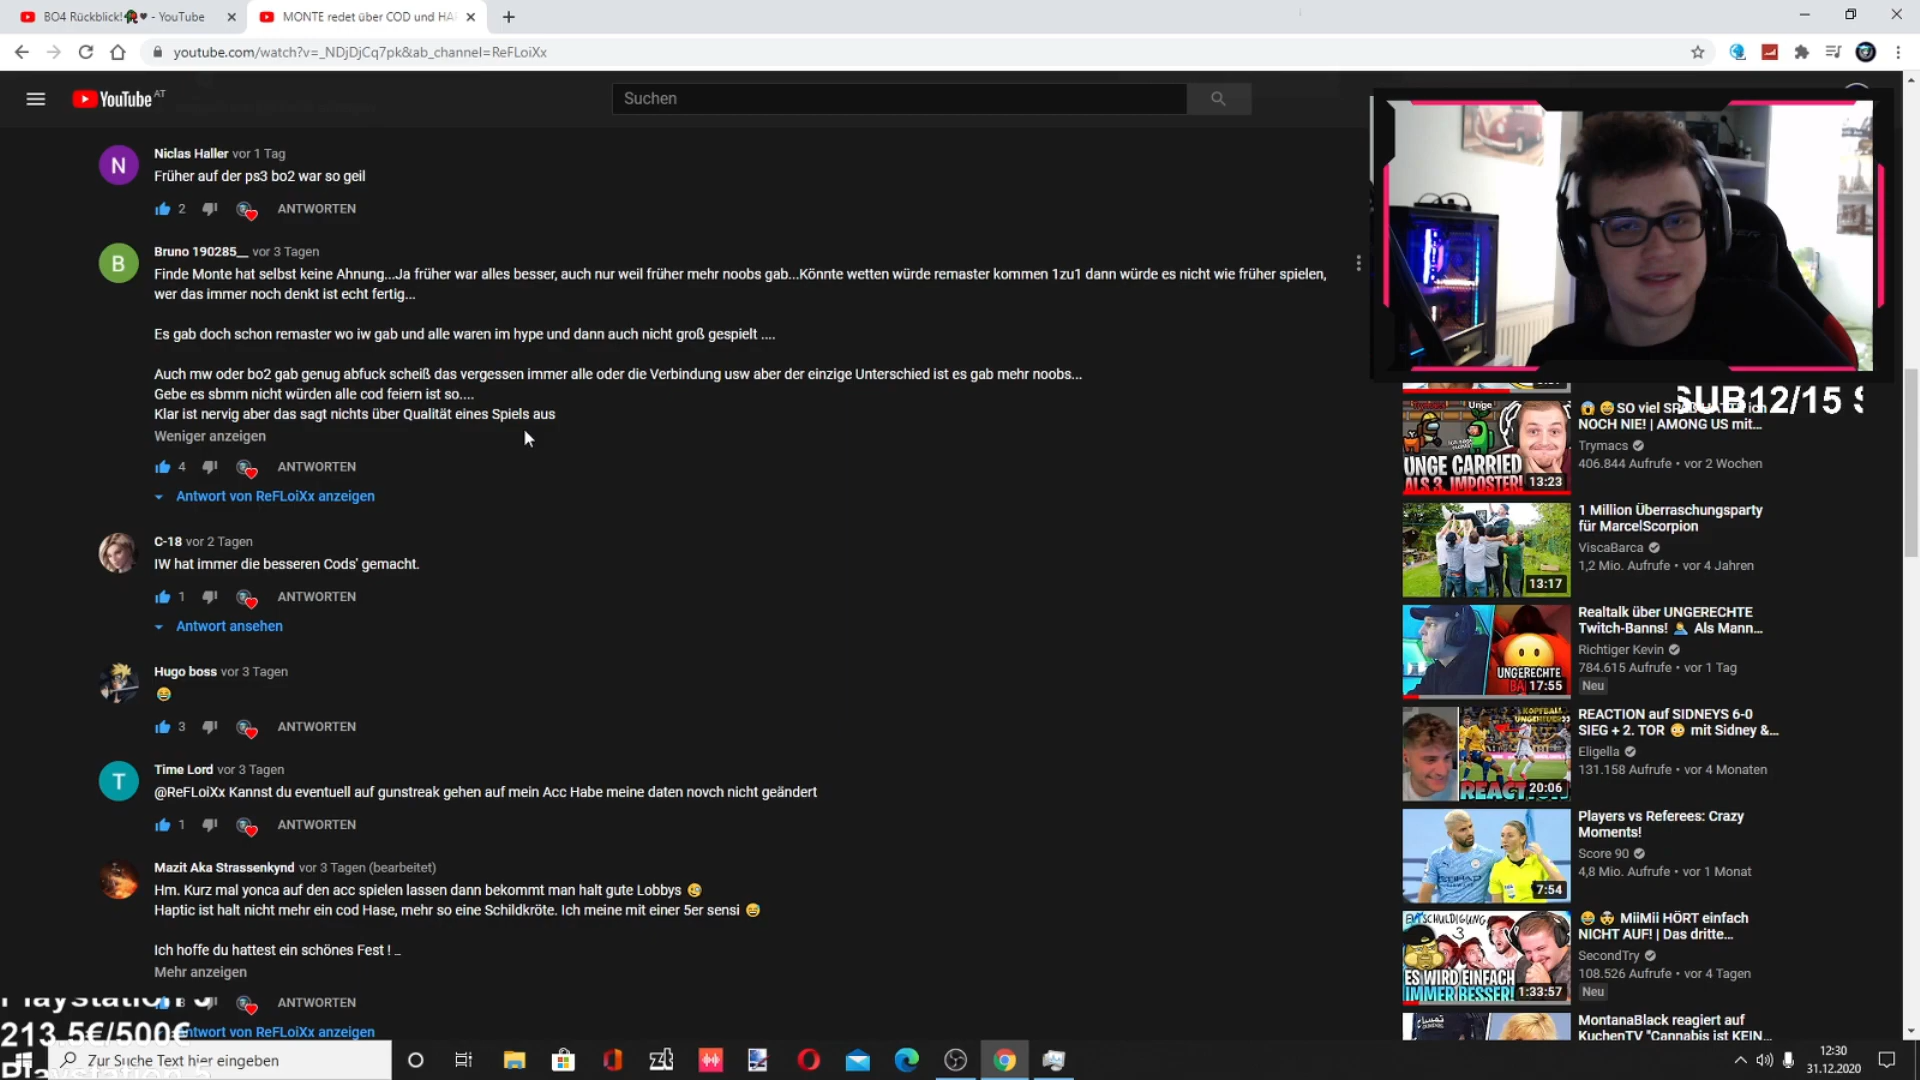 BO4 Rückblick!🥀♥ - YouTube
MONTE redet über COD und HA
youtube.com/watch?v=_NDjDjCq7pk&ab_channel=ReFLoiXx
YouTube AT
Suchen
Niclas Haller vor 1 Tag
Früher auf der ps3 bo2 war so geil
2 ANTWORTEN
Bruno 190285__ vor 3 Tagen
Finde Monte hat selbst keine Ahnung...Ja früher war alles besser, auch nur weil früher mehr noobs gab...Könnte wetten würde remaster kommen 1zu1 dann würde es nicht wie früher spielen,
wer das immer noch denkt ist echt fertig...
Es gab doch schon remaster wo iw gab und alle waren im hype und dann auch nicht groß gespielt ....
Auch mw oder bo2 gab genug abfuck scheiß das vergessen immer alle oder die Verbindung usw aber der einzige Unterschied ist es gab mehr noobs...
Gebe es sbmm nicht würden alle cod feiern ist so....
Klar ist nervig aber das sagt nichts über Qualität eines Spiels aus
Weniger anzeigen
4 ANTWORTEN
Antwort von ReFLoiXx anzeigen
C-18 vor 2 Tagen
IW hat immer die besseren Cods' gemacht.
1 ANTWORTEN
Antwort ansehen
Hugo boss vor 3 Tagen
😂
3 ANTWORTEN
Time Lord vor 3 Tagen
@ReFLoiXx Kannst du eventuell auf gunstreak gehen auf mein Acc Habe meine daten novch nicht geändert
1 ANTWORTEN
Mazit Aka Strassenkynd vor 3 Tagen (bearbeitet)
Hm. Kurz mal yonca auf den acc spielen lassen dann bekommt man halt gute Lobbys
Haptic ist halt nicht mehr ein cod Hase, mehr so eine Schildkröte. Ich meine mit einer 5er sensi 😅
Ich hoffe du hattest ein schönes Fest ! _
Mehr anzeigen
ANTWORTEN
Antwort von ReFLoiXx anzeigen
Playstation 5
213.5€/500€
Playstation 5
SUB12/15 S
Unge
UNGE CARRIED
ALS 3. IMPOSTER!
13:23
😱 😅SO viel SPAß HATTE ich
NOCH NIE! | AMONG US mit...
Trymacs
406.844 Aufrufe • vor 2 Wochen
13:17
1 Million Überraschungsparty
für MarcelScorpion
ViscaBarca
1,2 Mio. Aufrufe • vor 4 Jahren
UNGERECHTE
BA
17:55
Realtalk über UNGERECHTE
Twitch-Banns! 🤦‍♂️ Als Mann...
Richtiger Kevin
784.615 Aufrufe • vor 1 Tag
Neu
KOPFBALL
UNGEHEUER
REACTION
20:06
REACTION auf SIDNEYS 6-0
SIEG + 2. TOR 😳 mit Sidney &...
Eligella
131.158 Aufrufe • vor 4 Monaten
7:54
Players vs Referees: Crazy
Moments!
Score 90
4,8 Mio. Aufrufe • vor 1 Monat
ENTSCHULDIGUNG
3
ES WIRD EINFACH
IMMER BESSER!
1:33:57
😂 🤯 MiiMii HÖRT einfach
NICHT AUF! | Das dritte...
SecondTry
108.526 Aufrufe • vor 4 Tagen
Neu
MontanaBlack reagiert auf
KuchenTV "Cannabis ist KEIN...
Zur Suche Text hier eingeben
12:30
31.12.2020